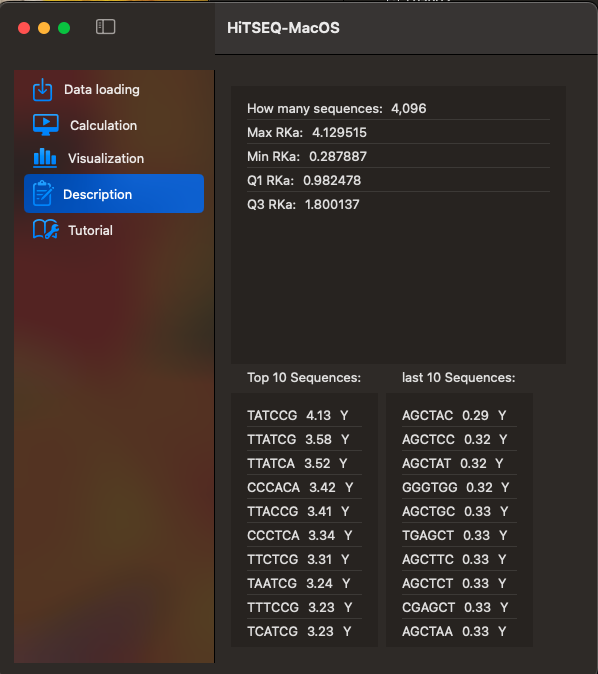 HiTSEQ-MacOS
Data loading
Calculation
Visualization
Description
Tutorial
How many sequences: 4,096
Max RKa: 4.129515
Min RKa: 0.287887
Q1 RKa: 0.982478
Q3 RKa: 1.800137
Top 10 Sequences:
TATCCG 4.13 Y
TTATCG 3.58 Y
TTATCA 3.52 Y
CCCACA 3.42 Y
TTACCG 3.41 Y
CCCTCA 3.34 Y
TTCTCG 3.31 Y
TAATCG 3.24 Y
TTTCCG 3.23 Y
TCATCG 3.23 Y
last 10 Sequences:
AGCTAC 0.29 Y
AGCTCC 0.32 Y
AGCTAT 0.32 Y
GGGTGG 0.32 Y
AGCTGC 0.33 Y
TGAGCT 0.33 Y
AGCTTC 0.33 Y
AGCTCT 0.33 Y
CGAGCT 0.33 Y
AGCTAA 0.33 Y